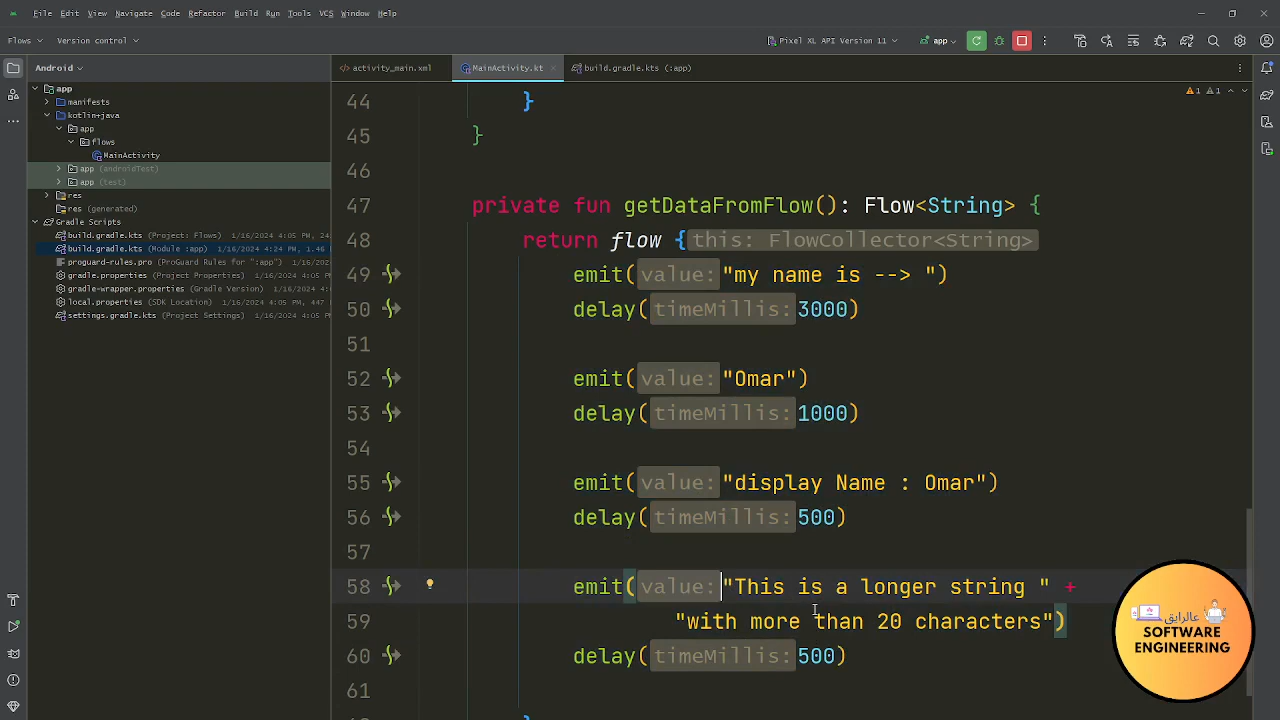 File Edit View Navigate Code Refactor Build Run Tools VCS Window Help
Flows Version control Pixel XL API Version 11 app
Android
activity_main.xml MainActivity.kt build.gradle.kts (:app)
app
manifests
kotlin+java
app
flows
MainActivity
app (androidTest)
app (test)
res
res (generated)
Gradle Scripts
build.gradle.kts (Project: Flows) 1/16/2024 4:05 PM, 24
build.gradle.kts (Module :app) 1/16/2024 4:24 PM, 1.46
proguard-rules.pro (ProGuard Rules for ":app") 1/16/2024
gradle.properties (Project Properties) 1/16/2024 4:05 PM
gradle-wrapper.properties (Gradle Version) 1/16/2024
local.properties (SDK Location) 1/16/2024 4:05 PM, 447
settings.gradle.kts (Project Settings) 1/16/2024 4:05 PM
1 1
44 }
45 }
46
47 private fun getDataFromFlow(): Flow<String> {
48 return flow { this: FlowCollector<String>
49 emit( value: "my name is --> ")
50 delay( timeMillis: 3000)
51
52 emit( value: "Omar")
53 delay( timeMillis: 1000)
54
55 emit( value: "display Name : Omar")
56 delay( timeMillis: 500)
57
58 emit( value: "This is a longer string " +
59 "with more than 20 characters")
60 delay( timeMillis: 500)
61
عالرايق
SOFTWARE
ENGINEERING